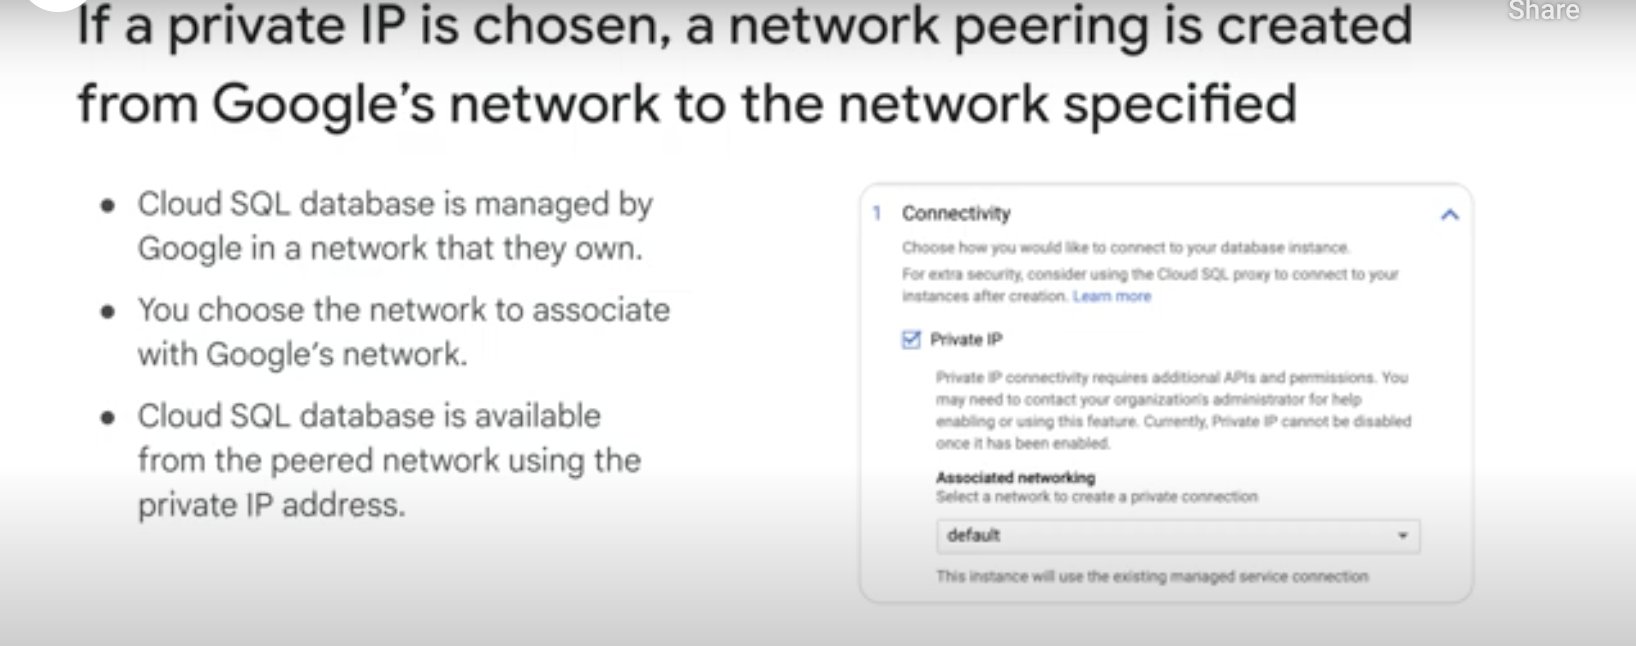 Share
If a private IP is chosen, a network peering is created
from Google's network to the network specified
● Cloud SQL database is managed by
Google in a network that they own.
● You choose the network to associate
with Google's network.
● Cloud SQL database is available
from the peered network using the
private IP address.
1 Connectivity
Choose how you would like to connect to your database instance.
For extra security, consider using the Cloud SQL proxy to connect to your
instances after creation. Learn more
Private IP
Private IP connectivity requires additional APIs and permissions. You
may need to contact your organization's administrator for help
enabling or using this feature. Currently, Private IP cannot be disabled
once it has been enabled.
Associated networking
Select a network to create a private connection
default
This instance will use the existing managed service connection